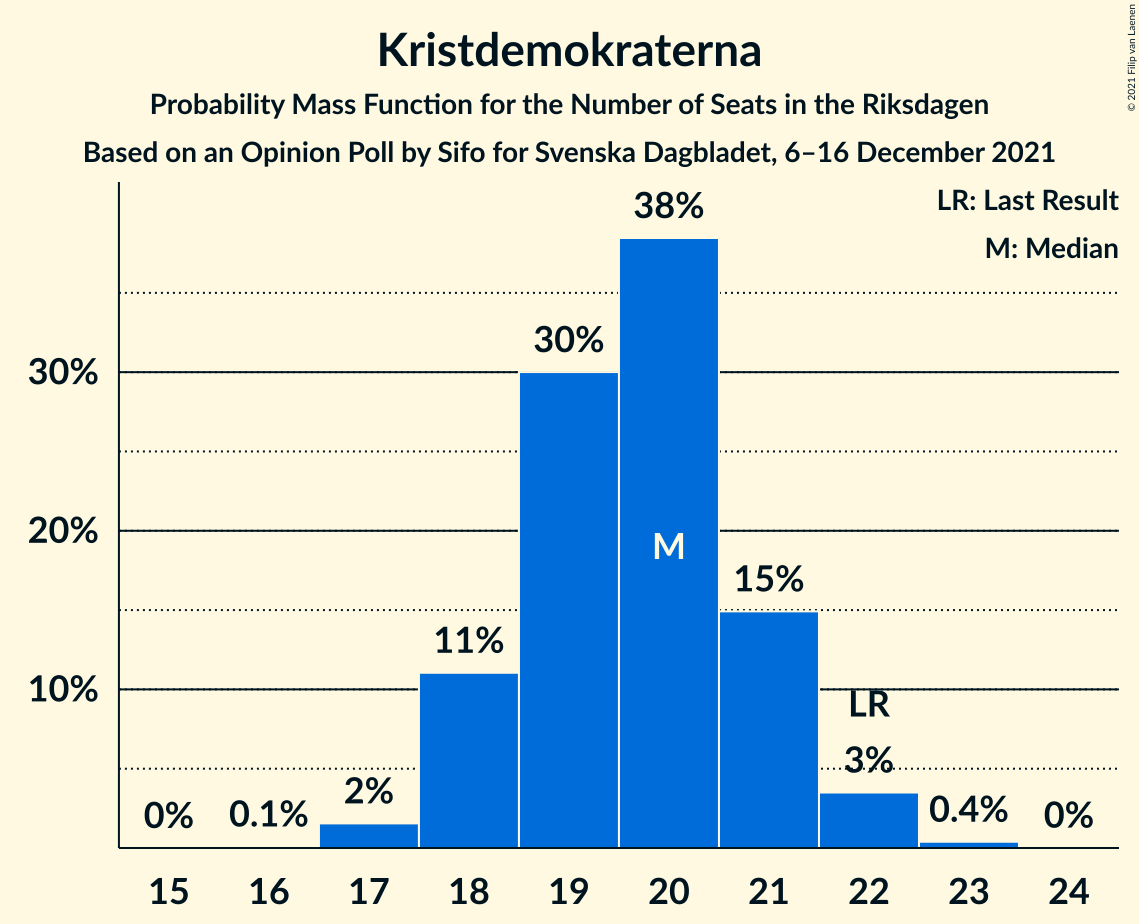 Kristdemokraterna
Probability Mass Function for the Number of Seats in the Riksdagen
Based on an Opinion Poll by Sifo for Svenska Dagbladet, 6–16 December 2021
© 2021 Filip van Laenen
LR: Last Result
M: Median
38%
30%
30%
20%
M
15%
11%
10%
LR
3%
2%
0%
0.1%
0.4%
0%
15 16 17 18 19 20 21 22 23 24